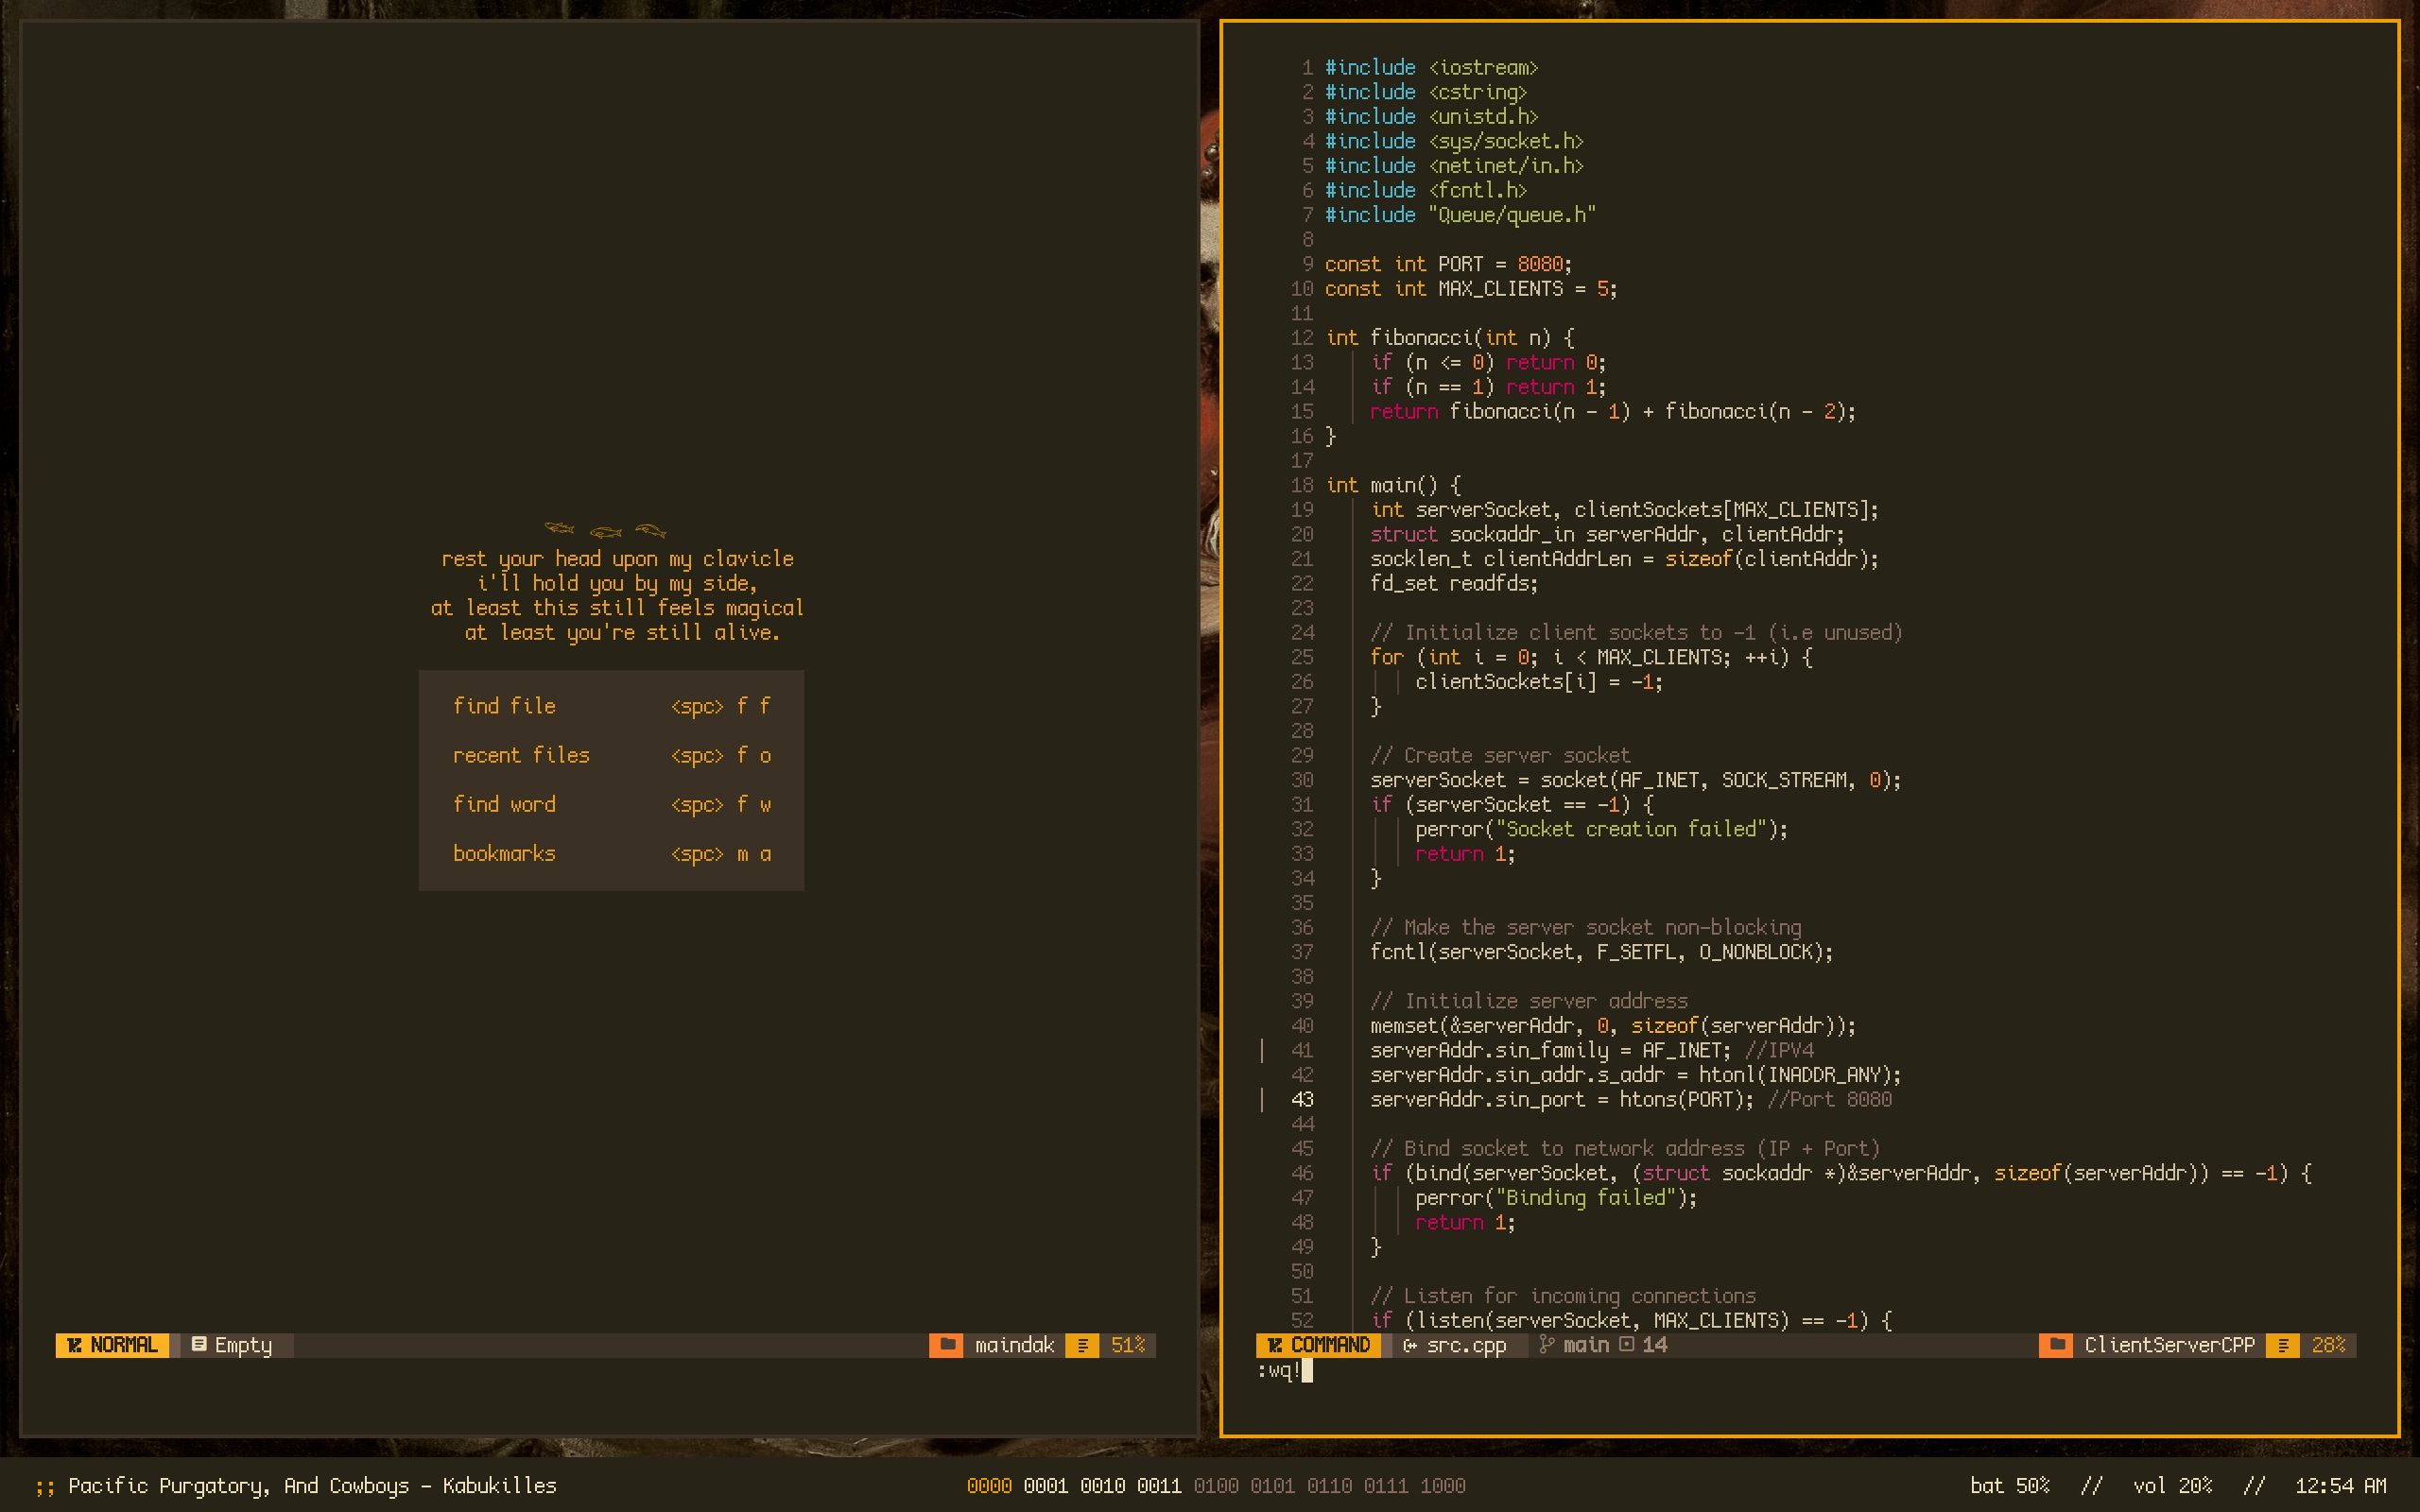 rest your head upon my clavicle
i'll hold you by my side,
at least this still feels magical
at least you're still alive.
find file <spc> f f
recent files <spc> f o
find word <spc> f w
bookmarks <spc> m a
NORMAL Empty maindak 51%
1 #include <iostream>
2 #include <cstring>
3 #include <unistd.h>
4 #include <sys/socket.h>
5 #include <netinet/in.h>
6 #include <fcntl.h>
7 #include "Queue/queue.h"
8
9 const int PORT = 8080;
10 const int MAX_CLIENTS = 5;
11
12 int fibonacci(int n) {
13     if (n <= 0) return 0;
14     if (n == 1) return 1;
15     return fibonacci(n - 1) + fibonacci(n - 2);
16 }
17
18 int main() {
19     int serverSocket, clientSockets[MAX_CLIENTS];
20     struct sockaddr_in serverAddr, clientAddr;
21     socklen_t clientAddrLen = sizeof(clientAddr);
22     fd_set readfds;
23
24     // Initialize client sockets to -1 (i.e unused)
25     for (int i = 0; i < MAX_CLIENTS; ++i) {
26         clientSockets[i] = -1;
27     }
28
29     // Create server socket
30     serverSocket = socket(AF_INET, SOCK_STREAM, 0);
31     if (serverSocket == -1) {
32         perror("Socket creation failed");
33         return 1;
34     }
35
36     // Make the server socket non-blocking
37     fcntl(serverSocket, F_SETFL, O_NONBLOCK);
38
39     // Initialize server address
40     memset(&serverAddr, 0, sizeof(serverAddr));
41     serverAddr.sin_family = AF_INET; //IPV4
42     serverAddr.sin_addr.s_addr = htonl(INADDR_ANY);
43     serverAddr.sin_port = htons(PORT); //Port 8080
44
45     // Bind socket to network address (IP + Port)
46     if (bind(serverSocket, (struct sockaddr *)&serverAddr, sizeof(serverAddr)) == -1) {
47         perror("Binding failed");
48         return 1;
49     }
50
51     // Listen for incoming connections
52     if (listen(serverSocket, MAX_CLIENTS) == -1) {
COMMAND src.cpp main 14 ClientServerCPP 28%
:wq!
;; Pacific Purgatory, And Cowboys - Kabukilles 0000 0001 0010 0011 0100 0101 0110 0111 1000 bat 50% // vol 20% // 12:54 AM